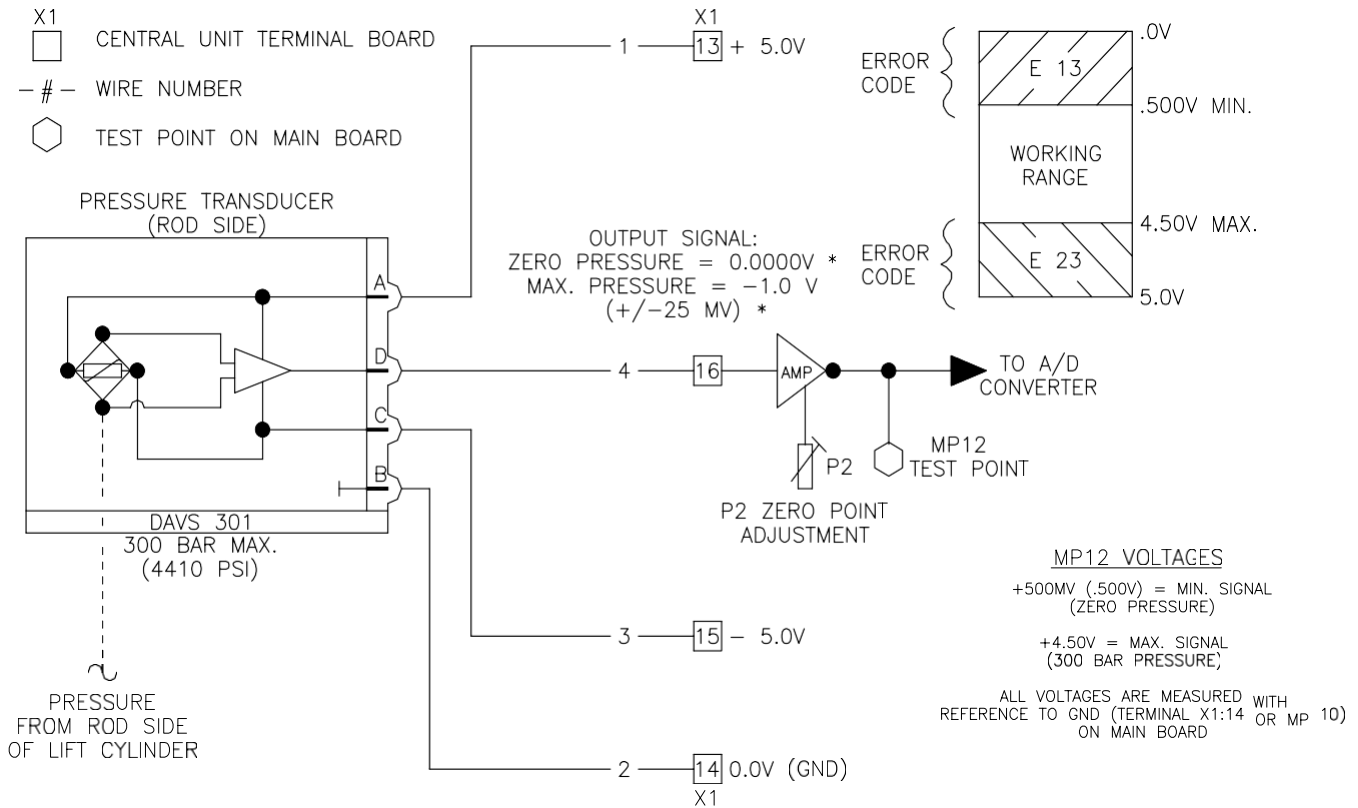 X1
CENTRAL UNIT TERMINAL BOARD
-#- WIRE NUMBER
TEST POINT ON MAIN BOARD
PRESSURE TRANSDUCER
(ROD SIDE)
A
D
C
B
DAVS 301
300 BAR MAX.
(4410 PSI)
PRESSURE
FROM ROD SIDE
OF LIFT CYLINDER
X1
1 13 + 5.0V
OUTPUT SIGNAL:
ZERO PRESSURE = 0.0000V *
MAX. PRESSURE = -1.0 V
(+/-25 MV) *
4 16
AMP
TO A/D
CONVERTER
P2
MP12
TEST POINT
P2 ZERO POINT
ADJUSTMENT
3 15 - 5.0V
2 14 0.0V (GND)
X1
ERROR
CODE
E 13
.0V
.500V MIN.
WORKING
RANGE
4.50V MAX.
ERROR
CODE
E 23
5.0V
MP12 VOLTAGES
+500MV (.500V) = MIN. SIGNAL
(ZERO PRESSURE)
+4.50V = MAX. SIGNAL
(300 BAR PRESSURE)
ALL VOLTAGES ARE MEASURED WITH
REFERENCE TO GND (TERMINAL X1:14 OR MP 10)
ON MAIN BOARD